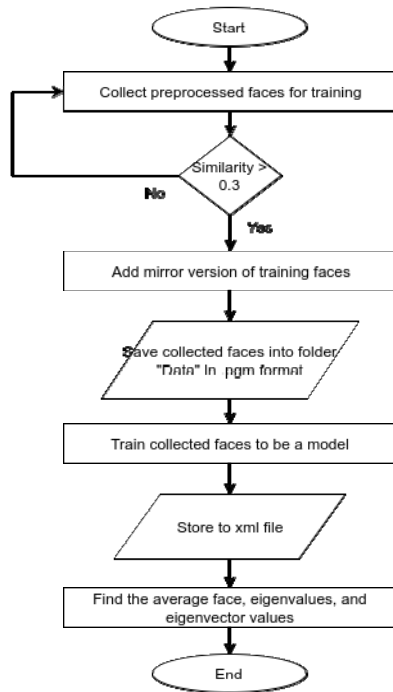 Start
Collect preprocessed faces for training
Similarity >
0.3
No
Yes
Add mirror version of training faces
Save collected faces into folder
"Data" In .pgm format
Train collected faces to be a model
Store to xml file
Find the average face, eigenvalues, and
eigenvector values
End